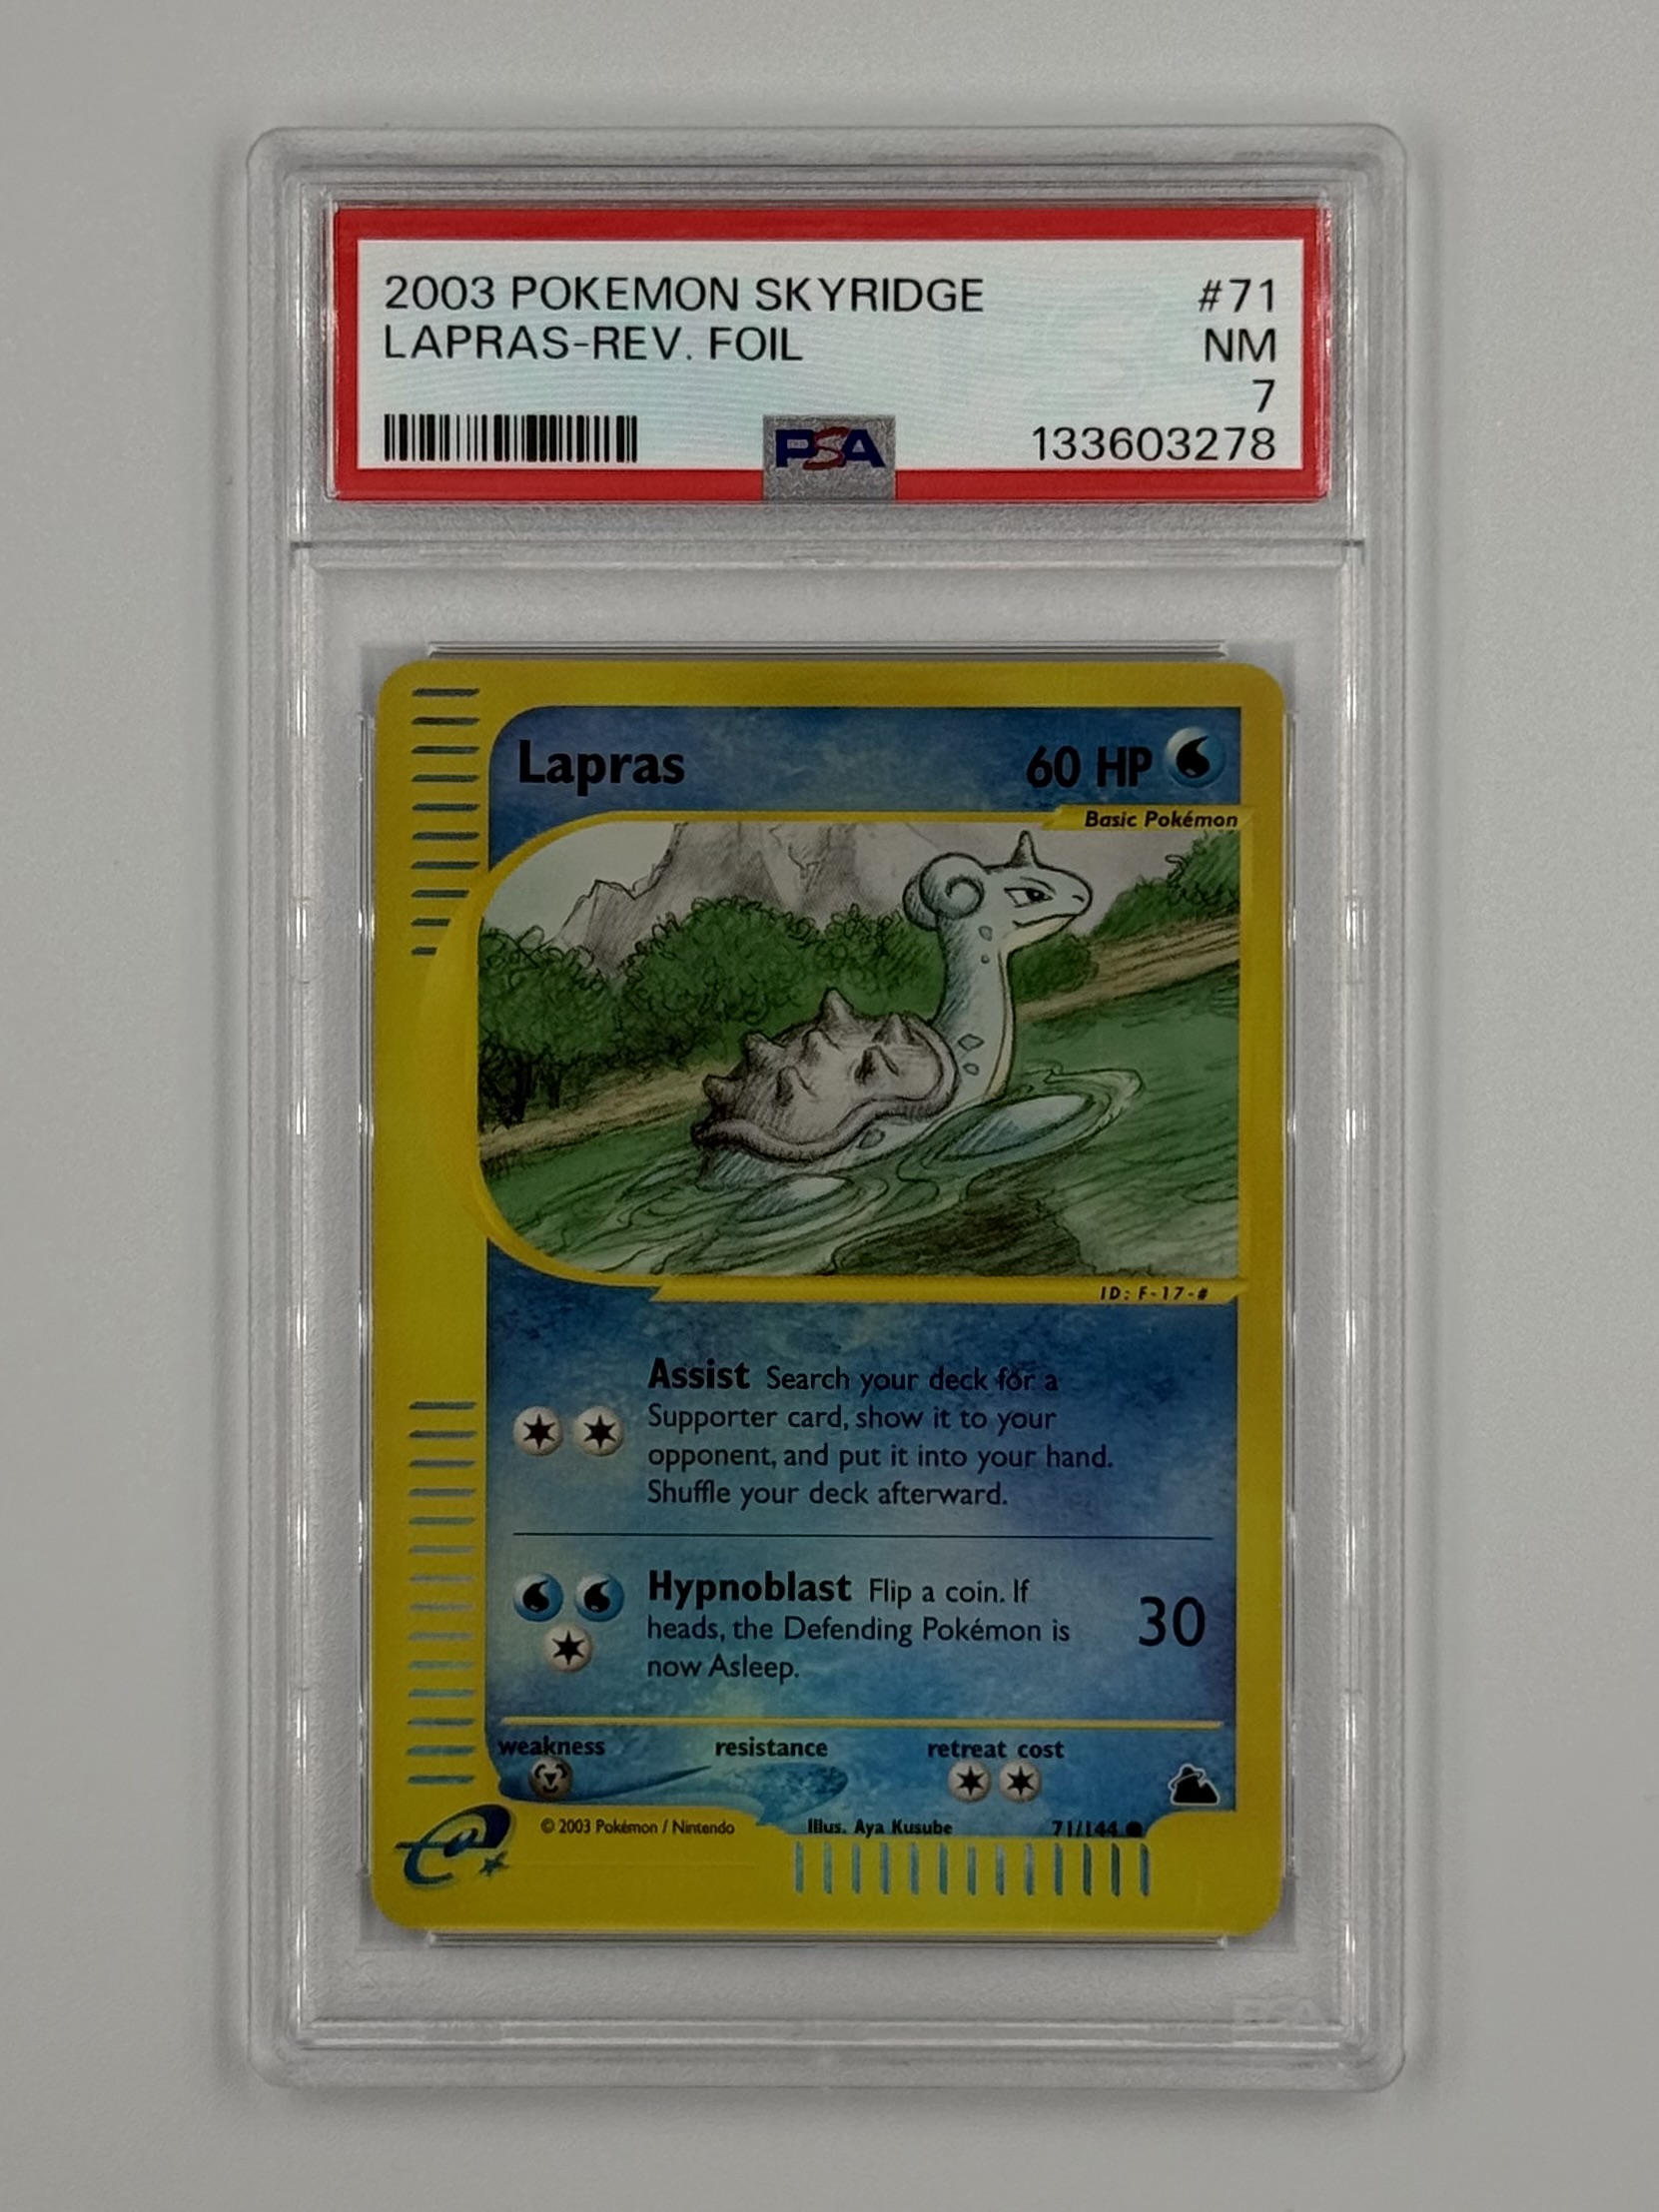 2003 POKEMON SKYRIDGE #71
LAPRAS-REV. FOIL NM
7
PSA 133603278
Lapras 60 HP
Basic Pokémon
ID: F-17-#
Assist Search your deck for a
Supporter card, show it to your
opponent, and put it into your hand.
Shuffle your deck afterward.
Hypnoblast Flip a coin. If
heads, the Defending Pokémon is
now Asleep.
30
weakness resistance retreat cost
© 2003 Pokémon / Nintendo Illus. Aya Kusube 71/144 ●
e
PSA